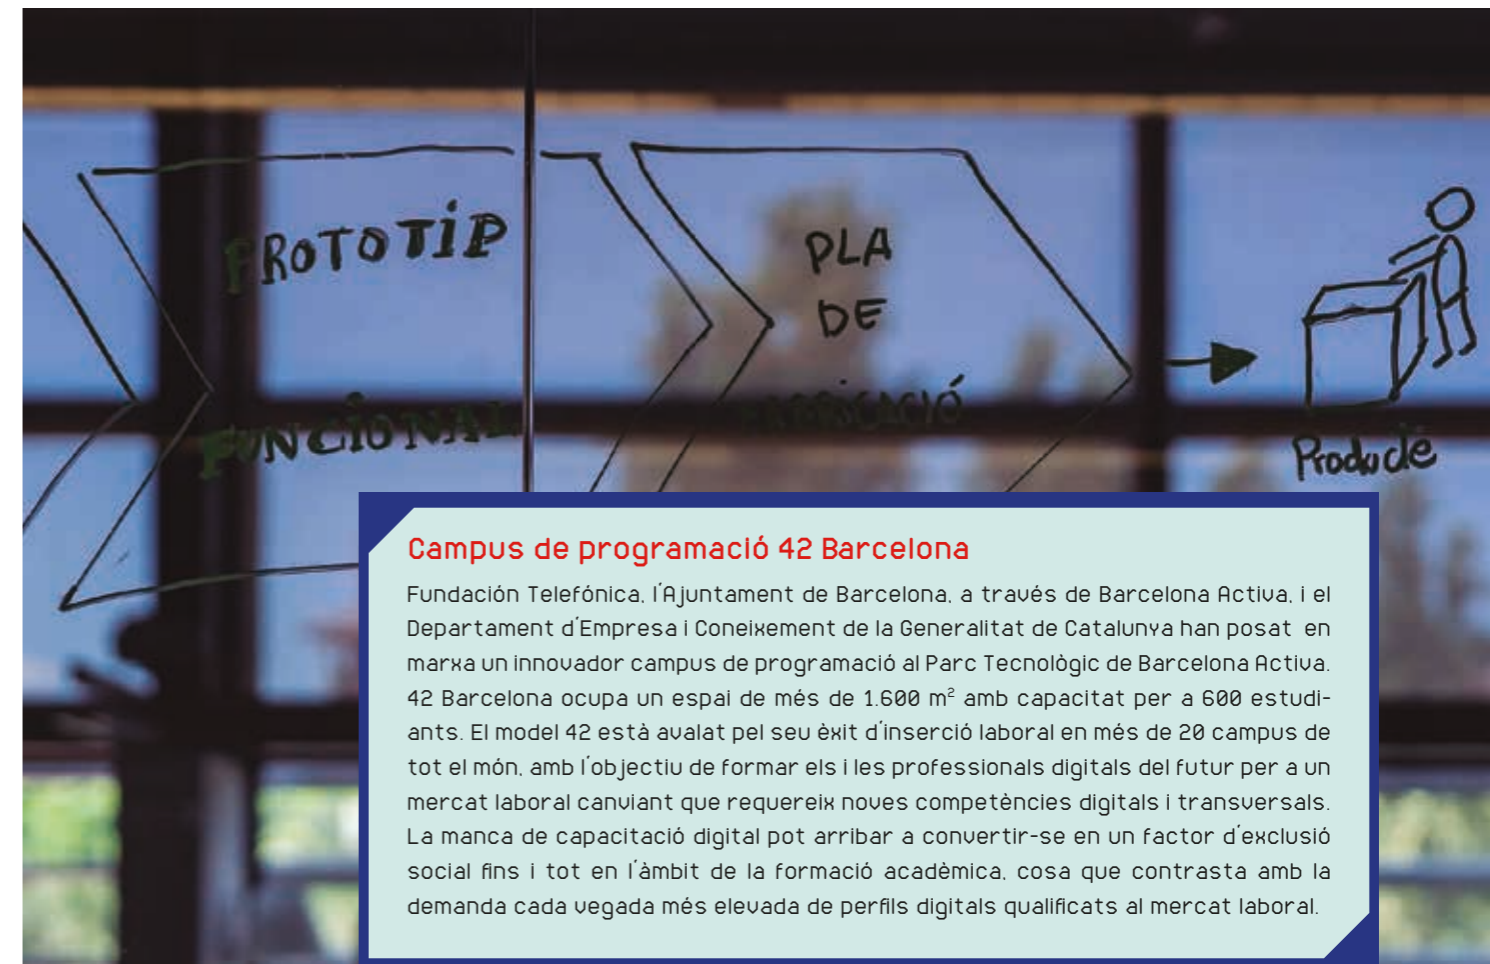 PROTOTIP
FUNCIONAL
PLA
DE
FABRICACIÓ
Producte
Campus de programació 42 Barcelona
Fundación Telefónica, l'Ajuntament de Barcelona, a través de Barcelona Activa, i el
Departament d'Empresa i Coneixement de la Generalitat de Catalunya han posat en
marxa un innovador campus de programació al Parc Tecnològic de Barcelona Activa.
42 Barcelona ocupa un espai de més de 1.600 m² amb capacitat per a 600 estudi-
ants. El model 42 està avalat pel seu èxit d'inserció laboral en més de 20 campus de
tot el món, amb l'objectiu de formar els i les professionals digitals del futur per a un
mercat laboral canviant que requereix noves competències digitals i transversals.
La manca de capacitació digital pot arribar a convertir-se en un factor d'exclusió
social fins i tot en l'àmbit de la formació acadèmica, cosa que contrasta amb la
demanda cada vegada més elevada de perfils digitals qualificats al mercat laboral.